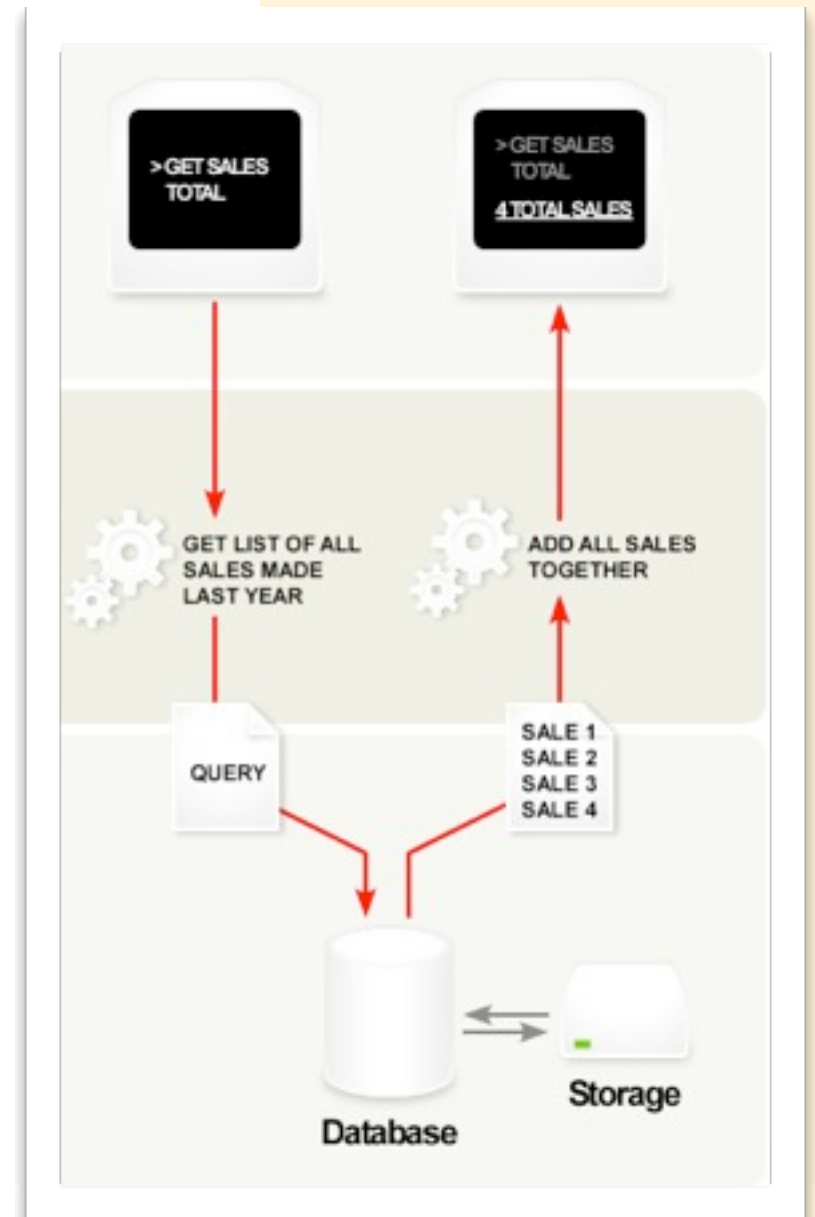 > GET SALES
TOTAL
> GET SALES
TOTAL
4 TOTAL SALES
GET LIST OF ALL
SALES MADE
LAST YEAR
ADD ALL SALES
TOGETHER
QUERY
SALE 1
SALE 2
SALE 3
SALE 4
Database
Storage